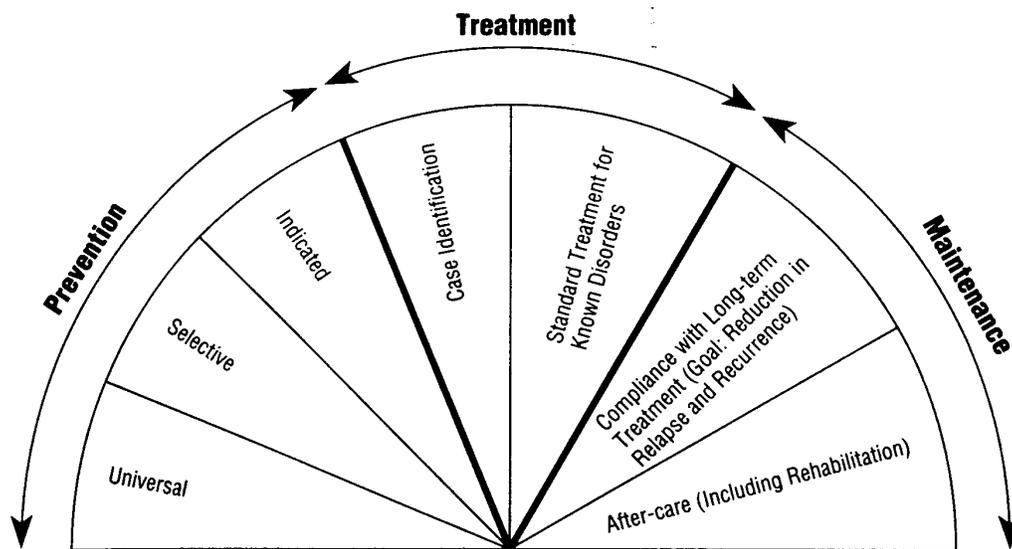 Treatment
Prevention
Maintenance
Universal
Selective
Indicated
Case Identification
Standard Treatment for
Known Disorders
Compliance with Long-term
Treatment (Goal: Reduction in
Relapse and Recurrence)
After-care (Including Rehabilitation)